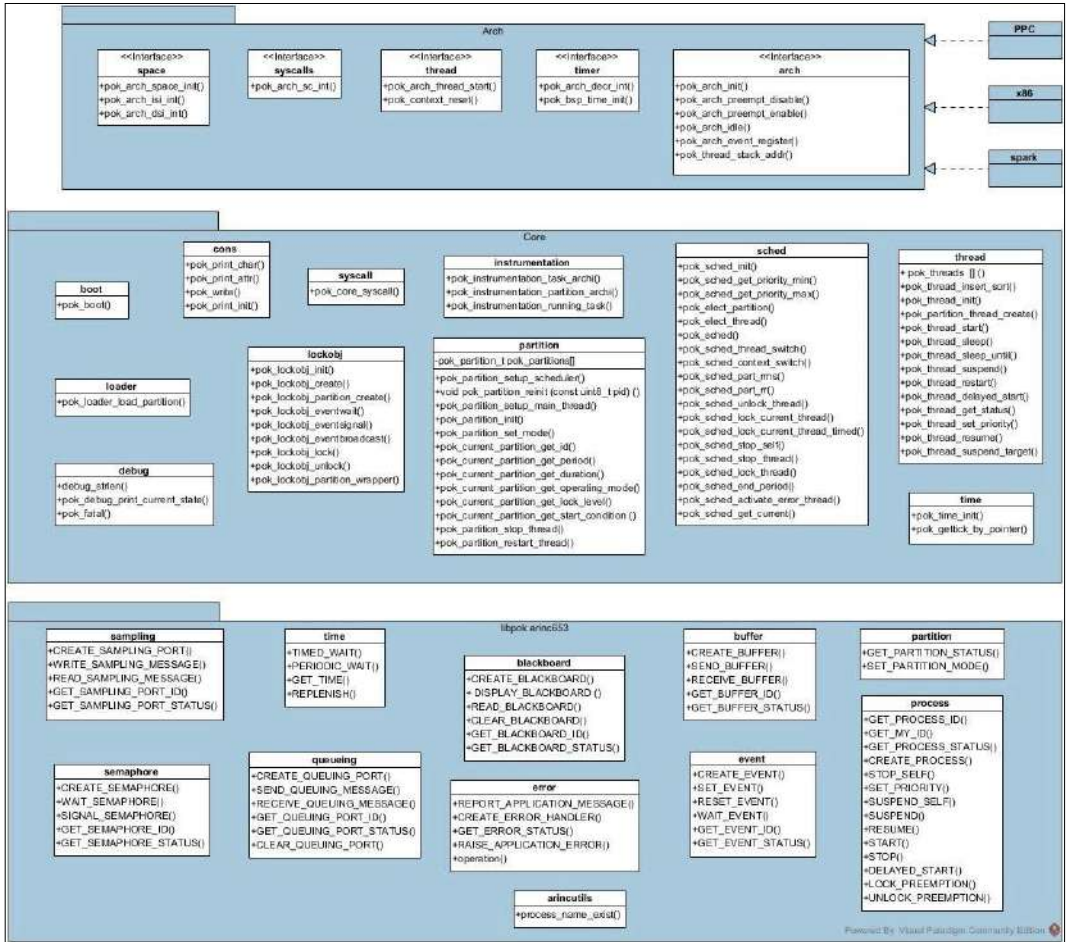 Arch
<<Interface>>
space
+pok_arch_space_init()
+pok_arch_isi_int()
+pok_arch_dsi_int()
<<Interface>>
syscalls
+pok_arch_sc_int()
<<Interface>>
thread
+pok_arch_thread_start()
+pok_context_reset()
<<Interface>>
timer
+pok_arch_decr_int()
+pok_bsp_time_init()
<<Interface>>
arch
+pok_arch_init()
+pok_arch_preempt_disable()
+pok_arch_preempt_enable()
+pok_arch_idle()
+pok_arch_event_register()
+pok_thread_stack_addr()
PPC
x86
spark
Core
boot
+pok_boot()
cons
+pok_print_char()
+pok_print_attr()
+pok_write()
+pok_print_init()
syscall
+pok_core_syscall()
instrumentation
+pok_instrumentation_task_archi()
+pok_instrumentation_partition_archi()
+pok_instrumentation_running_task()
loader
+pok_loader_load_partition()
debug
+debug_strlen()
+pok_debug_print_current_state()
+pok_fatal()
lockobj
+pok_lockobj_init()
+pok_lockobj_create()
+pok_lockobj_partition_create()
+pok_lockobj_eventwait()
+pok_lockobj_eventsignal()
+pok_lockobj_eventbroadcast()
+pok_lockobj_lock()
+pok_lockobj_unlock()
+pok_lockobj_partition_wrapper()
partition
-pok_partition_t pok_partitions[]
+pok_partition_setup_scheduler()
+void pok_partition_reinit (const uint8_t pid) ()
+pok_partition_setup_main_thread()
+pok_partition_init()
+pok_partition_set_mode()
+pok_current_partition_get_id()
+pok_current_partition_get_period()
+pok_current_partition_get_duration()
+pok_current_partition_get_operating_mode()
+pok_current_partition_get_lock_level()
+pok_current_partition_get_start_condition ()
+pok_partition_stop_thread()
+pok_partition_restart_thread()
sched
+pok_sched_init()
+pok_sched_get_priority_min()
+pok_sched_get_priority_max()
+pok_elect_partition()
+pok_elect_thread()
+pok_sched()
+pok_sched_thread_switch()
+pok_sched_context_switch()
+pok_sched_part_rms()
+pok_sched_part_rr()
+pok_sched_unlock_thread()
+pok_sched_lock_current_thread()
+pok_sched_lock_current_thread_timed()
+pok_sched_stop_self()
+pok_sched_stop_thread()
+pok_sched_lock_thread()
+pok_sched_end_period()
+pok_sched_activate_error_thread()
+pok_sched_get_current()
thread
+ pok_threads [] ()
+pok_thread_insert_sort()
+pok_thread_init()
+pok_partition_thread_create()
+pok_thread_start()
+pok_thread_sleep()
+pok_thread_sleep_until()
+pok_thread_suspend()
+pok_thread_restart()
+pok_thread_delayed_start()
+pok_thread_get_status()
+pok_thread_set_priority()
+pok_thread_resume()
+pok_thread_suspend_target()
time
+pok_time_init()
+pok_gettick_by_pointer()
libpok arinc653
sampling
+CREATE_SAMPLING_PORT()
+WRITE_SAMPLING_MESSAGE()
+READ_SAMPLING_MESSAGE()
+GET_SAMPLING_PORT_ID()
+GET_SAMPLING_PORT_STATUS()
time
+TIMED_WAIT()
+PERIODIC_WAIT()
+GET_TIME()
+REPLENISH()
blackboard
+CREATE_BLACKBOARD()
+ DISPLAY_BLACKBOARD ()
+READ_BLACKBOARD()
+CLEAR_BLACKBOARD()
+GET_BLACKBOARD_ID()
+GET_BLACKBOARD_STATUS()
buffer
+CREATE_BUFFER()
+SEND_BUFFER()
+RECEIVE_BUFFER()
+GET_BUFFER_ID()
+GET_BUFFER_STATUS()
partition
+GET_PARTITION_STATUS()
+SET_PARTITION_MODE()
semaphore
+CREATE_SEMAPHORE()
+WAIT_SEMAPHORE()
+SIGNAL_SEMAPHORE()
+GET_SEMAPHORE_ID()
+GET_SEMAPHORE_STATUS()
queueing
+CREATE_QUEUING_PORT()
+SEND_QUEUING_MESSAGE()
+RECEIVE_QUEUING_MESSAGE()
+GET_QUEUING_PORT_ID()
+GET_QUEUING_PORT_STATUS()
+CLEAR_QUEUING_PORT()
error
+REPORT_APPLICATION_MESSAGE()
+CREATE_ERROR_HANDLER()
+GET_ERROR_STATUS()
+RAISE_APPLICATION_ERROR()
+operation()
event
+CREATE_EVENT()
+SET_EVENT()
+RESET_EVENT()
+WAIT_EVENT()
+GET_EVENT_ID()
+GET_EVENT_STATUS()
process
+GET_PROCESS_ID()
+GET_MY_ID()
+GET_PROCESS_STATUS()
+CREATE_PROCESS()
+STOP_SELF()
+SET_PRIORITY()
+SUSPEND_SELF()
+SUSPEND()
+RESUME()
+START()
+STOP()
+DELAYED_START()
+LOCK_PREEMPTION()
+UNLOCK_PREEMPTION()
arincutils
+process_name_exist()
Powered By Visual Paradigm Community Edition